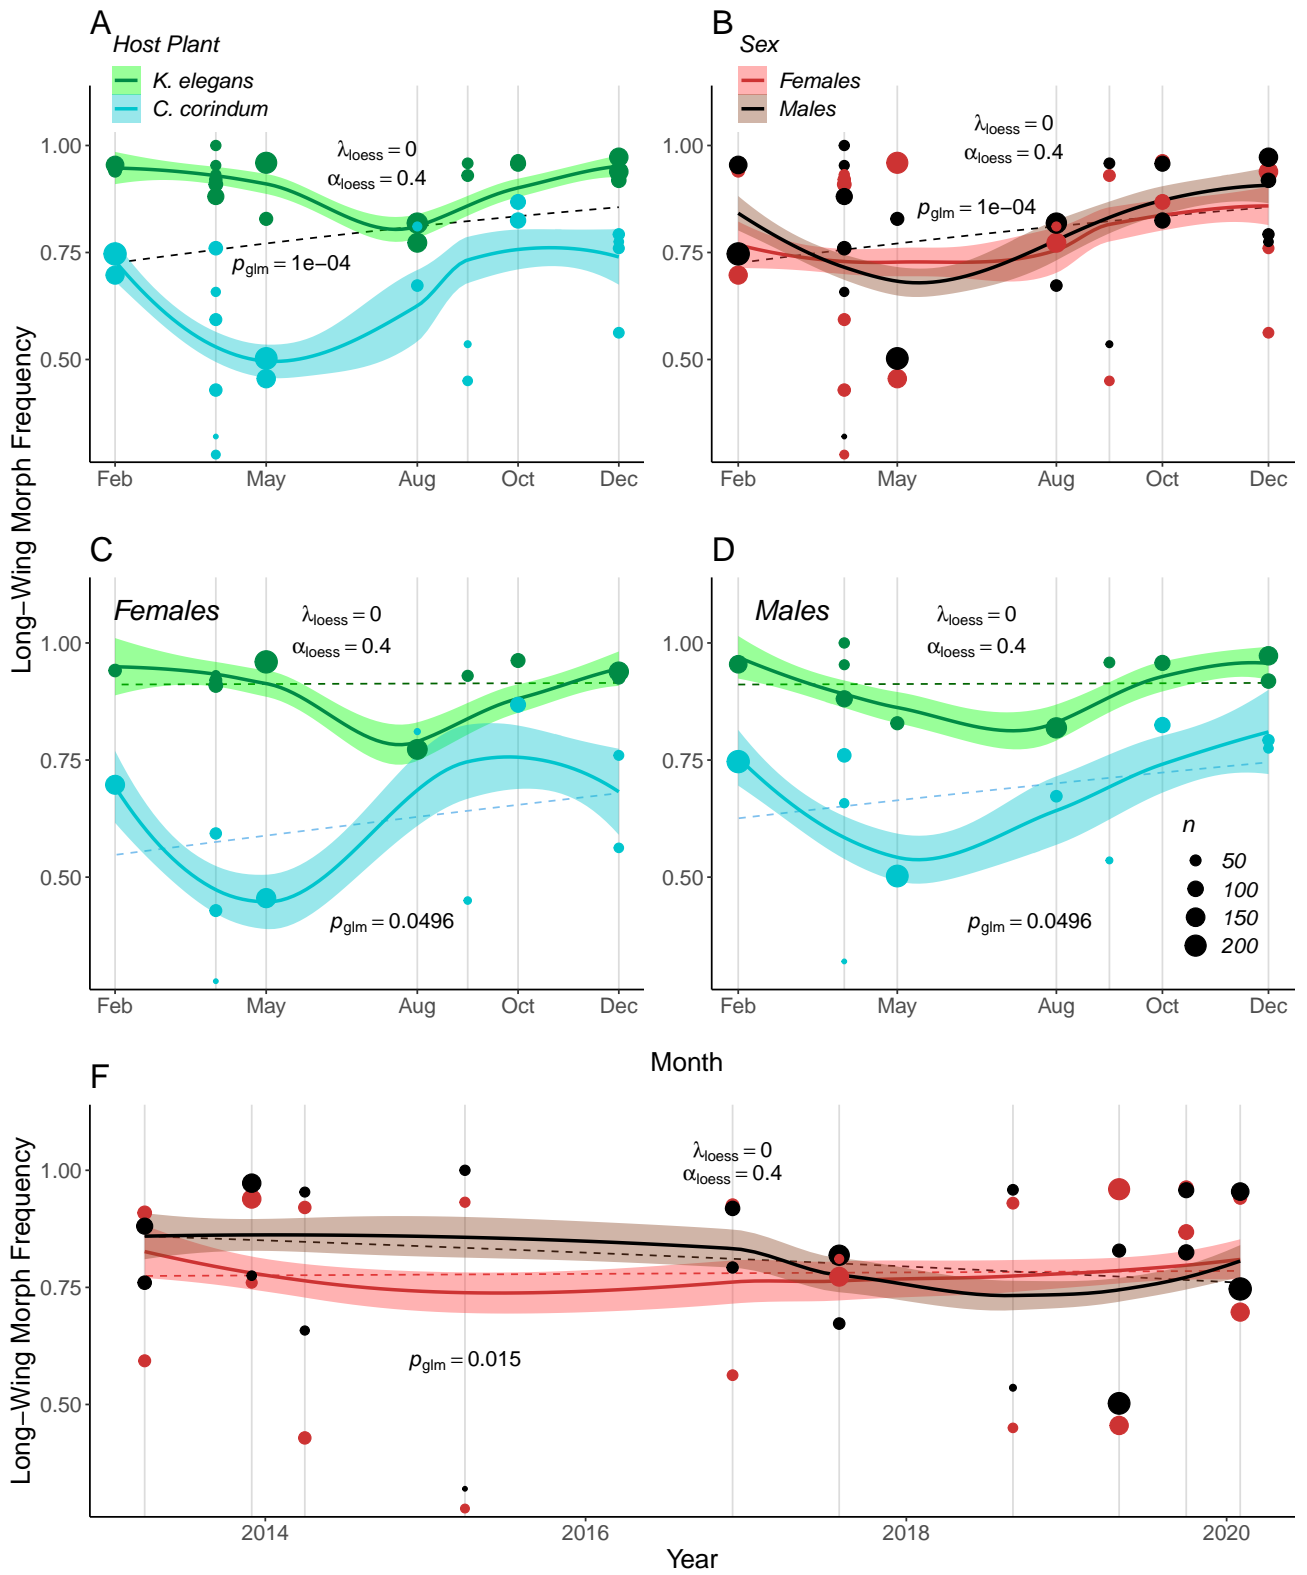 A
Host Plant
K. elegans
C. corindum
λloess = 0
αloess = 0.4
pglm = 1e−04
1.00
0.75
0.50
Feb
May
Aug
Oct
Dec
B
Sex
Females
Males
λloess = 0
αloess = 0.4
pglm = 1e−04
1.00
0.75
0.50
Feb
May
Aug
Oct
Dec
Long−Wing Morph Frequency
C
Females
λloess = 0
αloess = 0.4
pglm = 0.0496
1.00
0.75
0.50
Feb
May
Aug
Oct
Dec
D
Males
λloess = 0
αloess = 0.4
pglm = 0.0496
n
50
100
150
200
1.00
0.75
0.50
Feb
May
Aug
Oct
Dec
Month
F
Long−Wing Morph Frequency
λloess = 0
αloess = 0.4
pglm = 0.015
1.00
0.75
0.50
2014
2016
2018
2020
Year